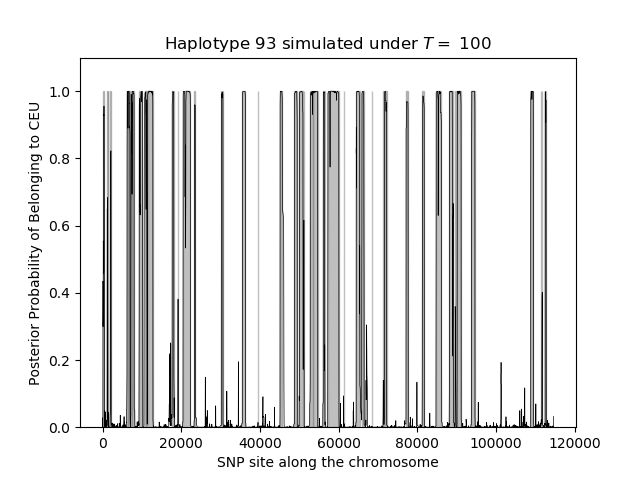 Haplotype 93 simulated under T = 100
Posterior Probability of Belonging to CEU
1.0
0.8
0.6
0.4
0.2
0.0
0 20000 40000 60000 80000 100000 120000
SNP site along the chromosome